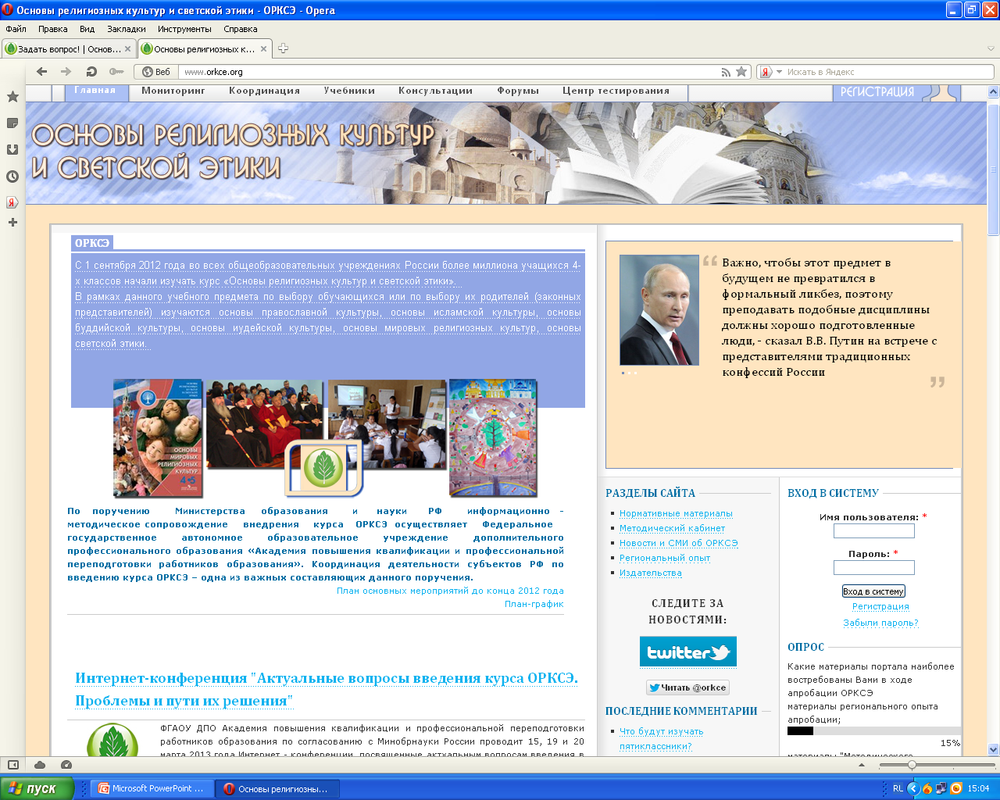 Основы религиозных культур и светской этики - ОРКСЭ - Opera
Файл Правка Вид Закладки Инструменты Справка
Задать вопрос! | Основ...
Основы религиозных к...
Веб
www.orkce.org
Искать в Яндекс
Главная Мониторинг Координация Учебники Консультации Форумы Центр тестирования
РЕГИСТРАЦИЯ
ОСНОВЫ РЕЛИГИОЗНЫХ КУЛЬТУР
И СВЕТСКОЙ ЭТИКИ
ОРКСЭ
С 1 сентября 2012 года во всех общеобразовательных учреждениях России более миллиона учащихся 4-
х классов начали изучать курс «Основы религиозных культур и светской этики».
В рамках данного учебного предмета по выбору обучающихся или по выбору их родителей (законных
представителей) изучаются основы православной культуры, основы исламской культуры, основы
буддийской культуры, основы иудейской культуры, основы мировых религиозных культур, основы
светской этики.
ОСНОВЫ
МИРОВЫХ
РЕЛИГИОЗНЫХ
КУЛЬТУР
4-5
По поручению Министерства образования и науки РФ информационно -
методическое сопровождение внедрения курса ОРКСЭ осуществляет Федеральное
государственное автономное образовательное учреждение дополнительного
профессионального образования «Академия повышения квалификации и профессиональной
переподготовки работников образования». Координация деятельности субъектов РФ по
введению курса ОРКСЭ – одна из важных составляющих данного поручения.
План основных мероприятий до конца 2012 года
План-график
Интернет-конференция "Актуальные вопросы введения курса ОРКСЭ.
Проблемы и пути их решения"
ФГАОУ ДПО Академия повышения квалификации и профессиональной переподготовки
работников образования по согласованию с Минобрнауки России проводит 15, 19 и 20
марта 2013 года Интернет - конференции, посвященные актуальным вопросам введения в
“ Важно, чтобы этот предмет в
будущем не превратился в
формальный ликбез, поэтому
преподавать подобные дисциплины
должны хорошо подготовленные
люди, - сказал В.В. Путин на встрече с
представителями традиционных
конфессий России ”
РАЗДЕЛЫ САЙТА
Нормативные материалы
Методический кабинет
Новости и СМИ об ОРКСЭ
Региональный опыт
Издательства
СЛЕДИТЕ ЗА
НОВОСТЯМИ:
twitter
Читать @orkce
ПОСЛЕДНИЕ КОММЕНТАРИИ
Что будут изучать
пятиклассники?
ВХОД В СИСТЕМУ
Имя пользователя: *
Пароль: *
Вход в систему
Регистрация
Забыли пароль?
ОПРОС
Какие материалы портала наиболее
востребованы Вами в ходе
апробации ОРКСЭ
материалы регионального опыта
апробации;
15%
материалы "Методического
пуск
Microsoft PowerPoint ...
Основы религиозны...
RL
15:04